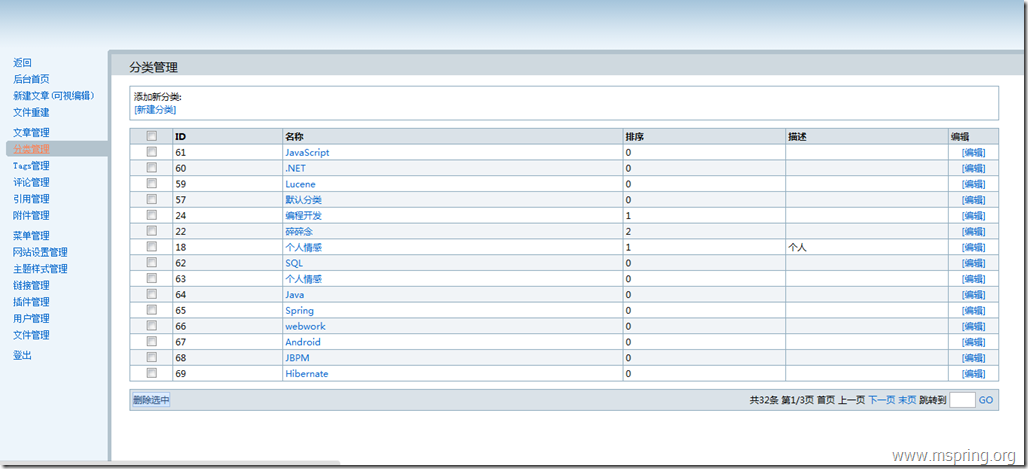 返回
后台首页
新建文章(可视编辑)
文件重建
文章管理
分类管理
Tags管理
评论管理
引用管理
附件管理
菜单管理
网站设置管理
主题样式管理
链接管理
插件管理
用户管理
文件管理
登出
分类管理
添加新分类:
[新建分类]
ID 名称 排序 描述 编辑
61 JavaScript 0 [编辑]
60 .NET 0 [编辑]
59 Lucene 0 [编辑]
57 默认分类 0 [编辑]
24 编程开发 1 [编辑]
22 碎碎念 2 [编辑]
18 个人情感 1 个人 [编辑]
62 SQL 0 [编辑]
63 个人情感 0 [编辑]
64 Java 0 [编辑]
65 Spring 0 [编辑]
66 webwork 0 [编辑]
67 Android 0 [编辑]
68 JBPM 0 [编辑]
69 Hibernate 0 [编辑]
删除选中 共32条 第1/3页 首页 上一页 下一页 末页 跳转到 GO
www.mspring.org